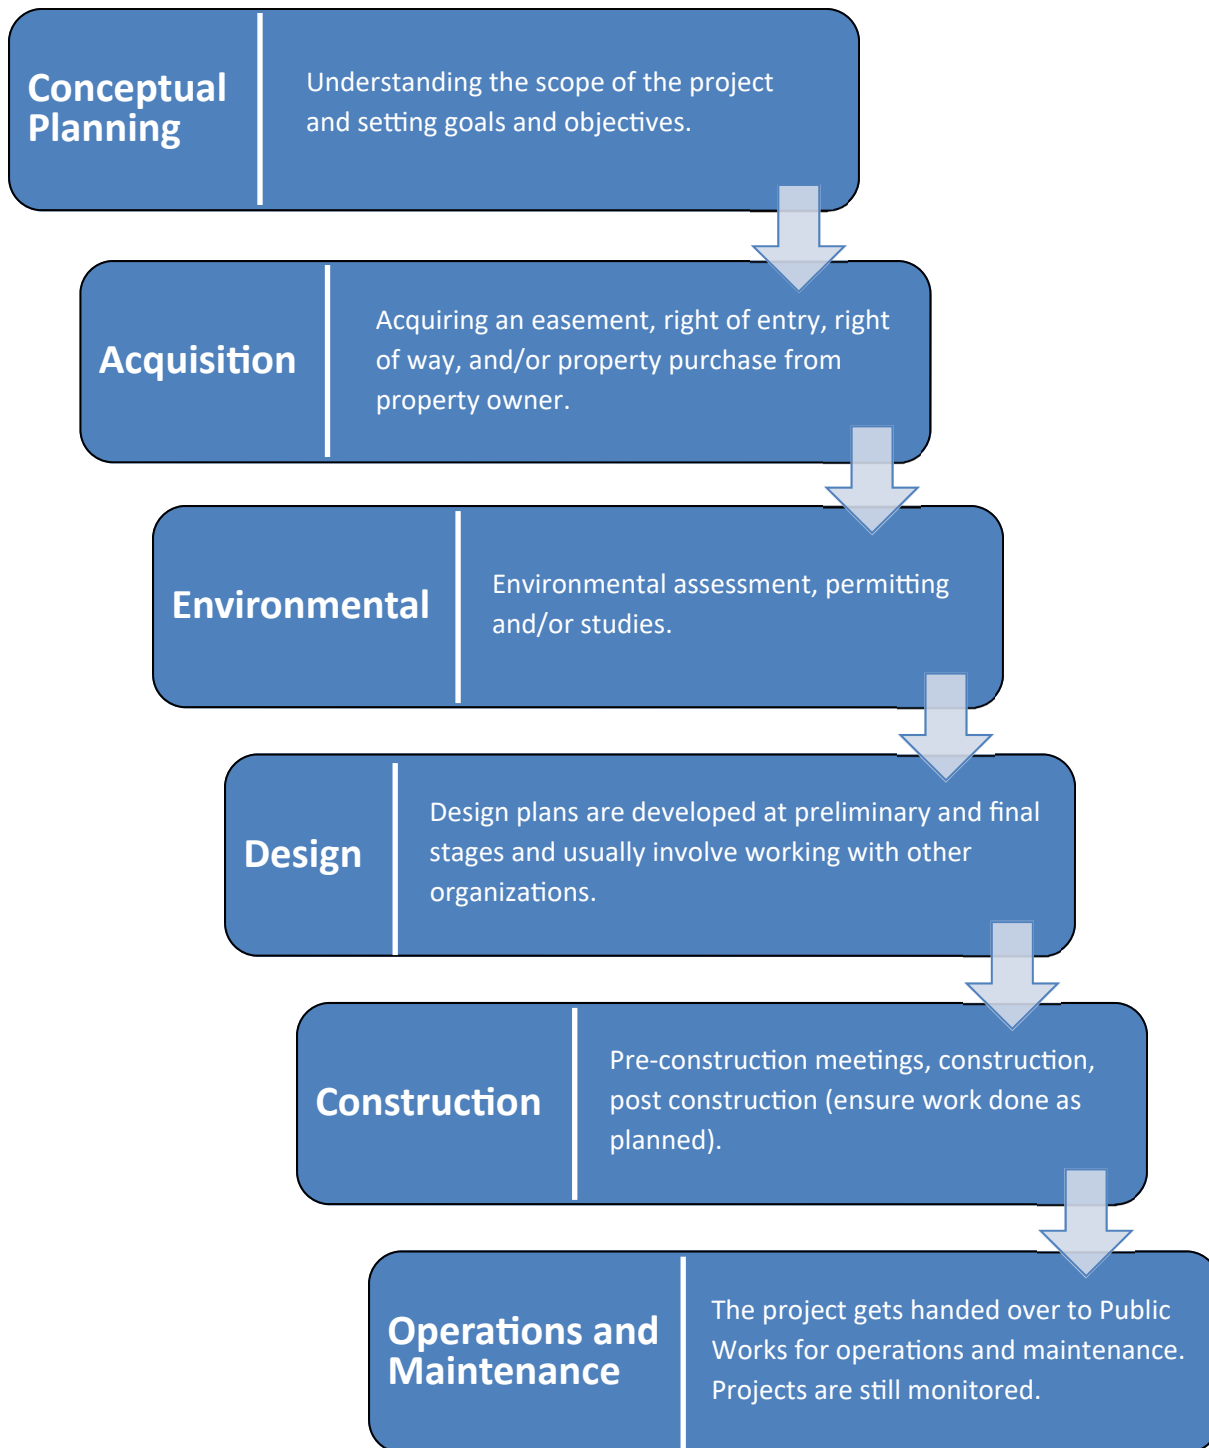 Conceptual
Planning
Understanding the scope of the project
and setting goals and objectives.
Acquisition
Acquiring an easement, right of entry, right
of way, and/or property purchase from
property owner.
Environmental
Environmental assessment, permitting
and/or studies.
Design
Design plans are developed at preliminary and final
stages and usually involve working with other
organizations.
Construction
Pre-construction meetings, construction,
post construction (ensure work done as
planned).
Operations and
Maintenance
The project gets handed over to Public
Works for operations and maintenance.
Projects are still monitored.